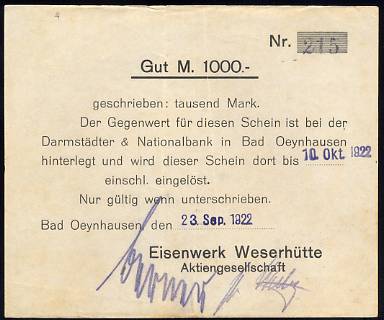 Nr. 215
Gut M. 1000.-
geschrieben: tausend Mark.
Der Gegenwert für diesen Schein ist bei der
Darmstädter & Nationalbank in Bad Oeynhausen
hinterlegt und wird dieser Schein dort bis 10. Okt. 1922
einschl. eingelöst.
Nur gültig wenn unterschrieben.
Bad Oeynhausen, den 23. Sep. 1922
Eisenwerk Weserhütte
Aktiengesellschaft